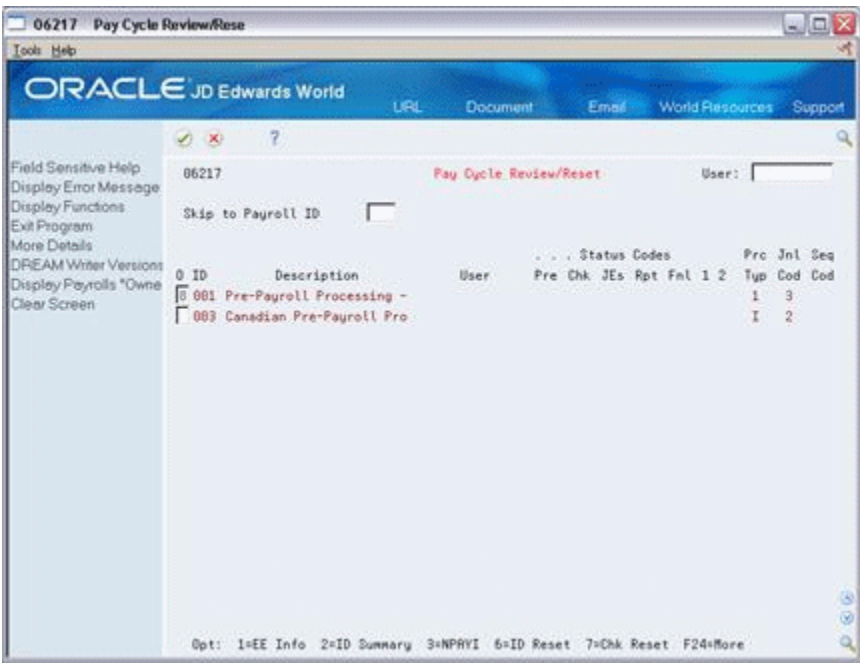 06217 Pay Cycle Review/Rese
Tools Help
ORACLE JD Edwards World
URL Document Email World Resources Support
?
Field Sensitive Help
Display Error Message
Display Functions
Exit Program
More Details
DREAM Writer Versions
Display Payrolls "Owne
Clear Screen
06217 Pay Cycle Review/Reset User:
Skip to Payroll ID
. . . Status Codes Prc Jnl Seq
O ID Description User Pre Chk JEs Rpt Fnl 1 2 Typ Cod Cod
001 Pre-Payroll Processing - 1 3
003 Canadian Pre-Payroll Pro I 2
Opt: 1=EE Info 2=ID Summary 3=NPAYI 6=ID Reset 7=Chk Reset F24=More